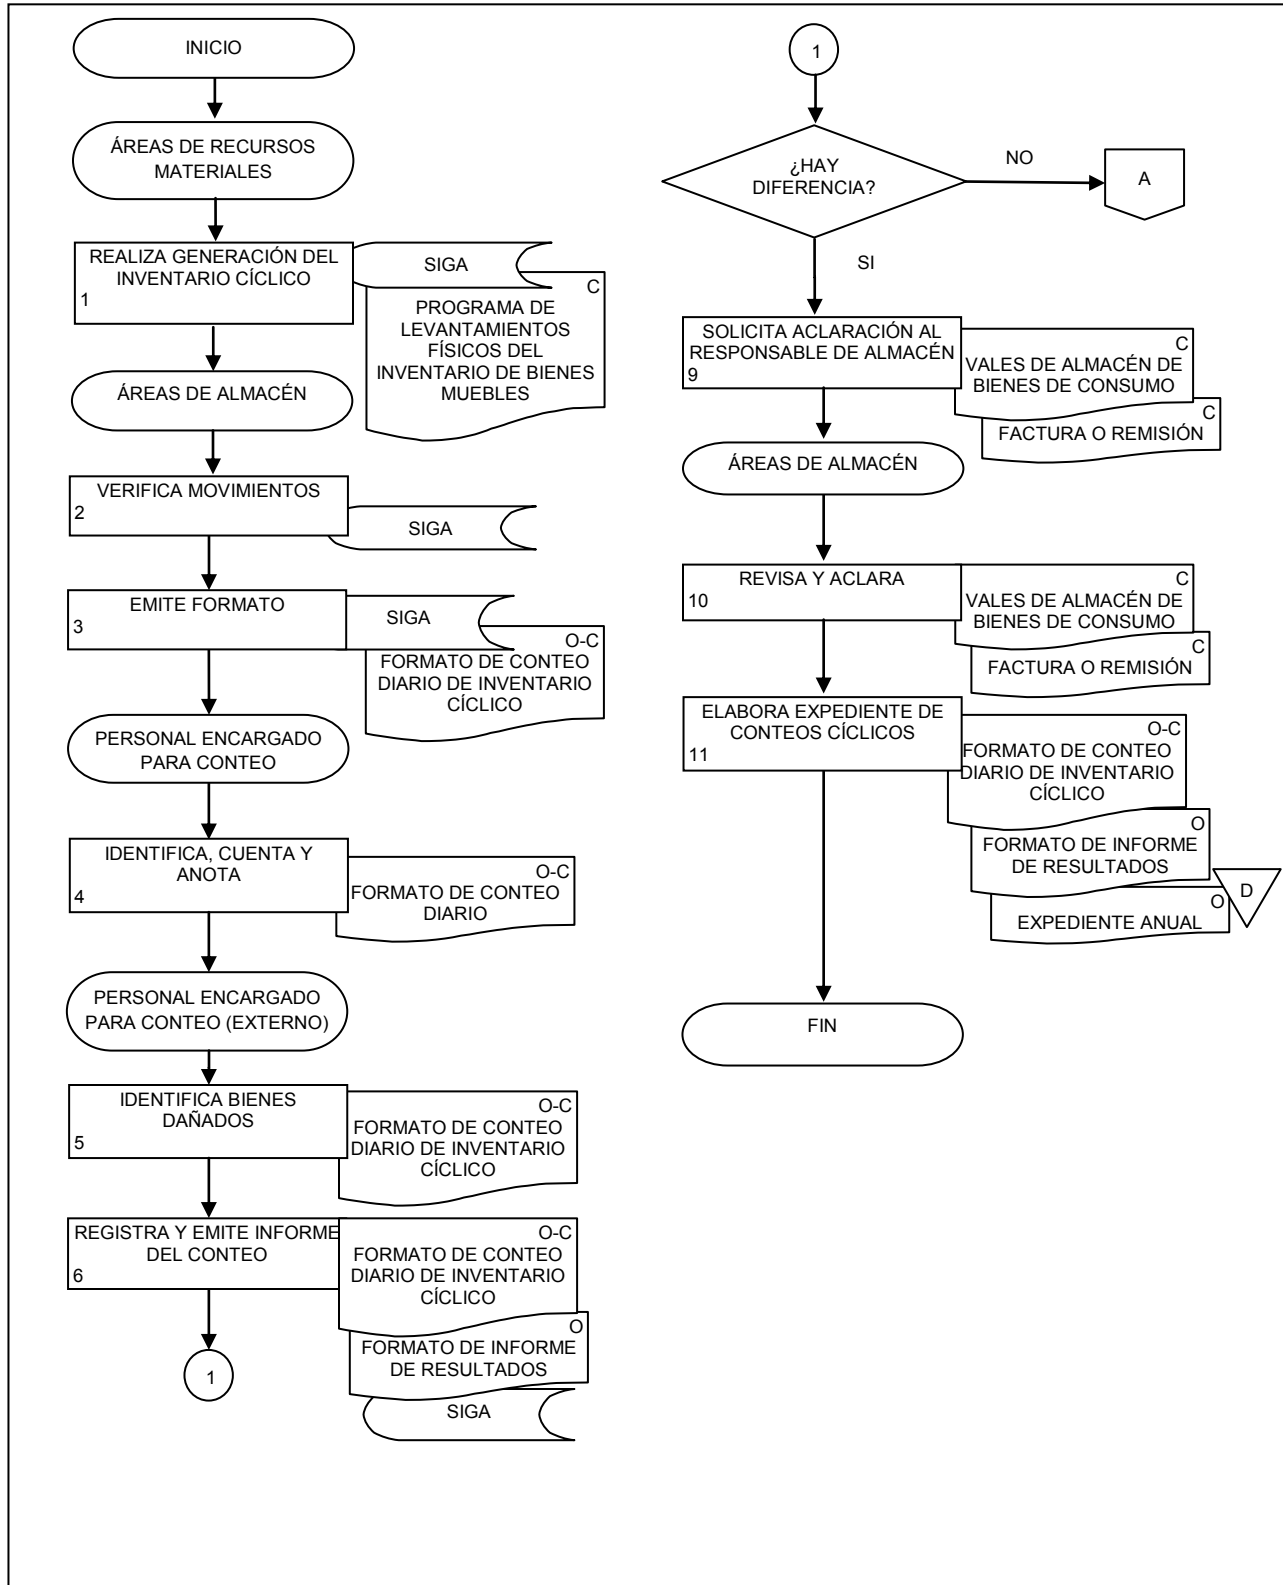 INICIO
ÁREAS DE RECURSOS
MATERIALES
REALIZA GENERACIÓN DEL
INVENTARIO CÍCLICO
1
SIGA
C
PROGRAMA DE
LEVANTAMIENTOS
FÍSICOS DEL
INVENTARIO DE BIENES
MUEBLES
ÁREAS DE ALMACÉN
VERIFICA MOVIMIENTOS
2
SIGA
EMITE FORMATO
3
SIGA
O-C
FORMATO DE CONTEO
DIARIO DE INVENTARIO
CÍCLICO
PERSONAL ENCARGADO
PARA CONTEO
IDENTIFICA, CUENTA Y
ANOTA
4
O-C
FORMATO DE CONTEO
DIARIO
PERSONAL ENCARGADO
PARA CONTEO (EXTERNO)
IDENTIFICA BIENES
DAÑADOS
5
O-C
FORMATO DE CONTEO
DIARIO DE INVENTARIO
CÍCLICO
REGISTRA Y EMITE INFORME
DEL CONTEO
6
O-C
FORMATO DE CONTEO
DIARIO DE INVENTARIO
CÍCLICO
O
FORMATO DE INFORME
DE RESULTADOS
SIGA
1
1
¿HAY
DIFERENCIA?
NO
A
SI
SOLICITA ACLARACIÓN AL
RESPONSABLE DE ALMACÉN
9
C
VALES DE ALMACÉN DE
BIENES DE CONSUMO
C
FACTURA O REMISIÓN
ÁREAS DE ALMACÉN
REVISA Y ACLARA
10
C
VALES DE ALMACÉN DE
BIENES DE CONSUMO
C
FACTURA O REMISIÓN
ELABORA EXPEDIENTE DE
CONTEOS CÍCLICOS
11
O-C
FORMATO DE CONTEO
DIARIO DE INVENTARIO
CÍCLICO
O
FORMATO DE INFORME
DE RESULTADOS
O
EXPEDIENTE ANUAL
D
FIN